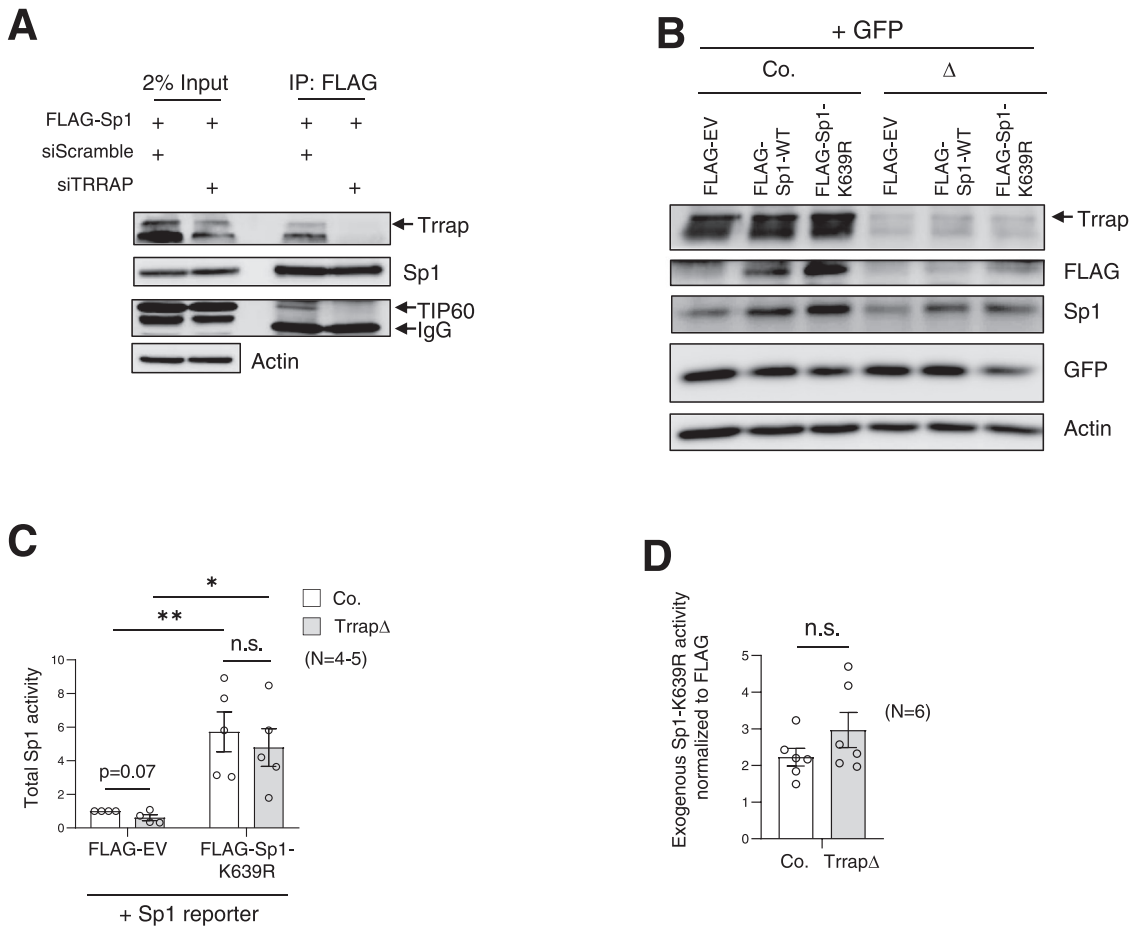 A
2% Input IP: FLAG
FLAG-Sp1 + + + +
siScramble + +
siTRRAP + +
Trrap
Sp1
TIP60
IgG
Actin
B
+ GFP
Co. Δ
FLAG-EV
FLAG-
Sp1-WT
FLAG-Sp1-
K639R
FLAG-EV
FLAG-
Sp1-WT
FLAG-Sp1-
K639R
Trrap
FLAG
Sp1
GFP
Actin
C
*
**
n.s.
Co.
TrrapΔ
(N=4-5)
Total Sp1 activity
10
8
6
4
2
0
p=0.07
FLAG-EV FLAG-Sp1-
K639R
+ Sp1 reporter
D
Exogenous Sp1-K639R activity
normalized to FLAG
n.s.
5
4
3
2
1
0
(N=6)
Co. TrrapΔ